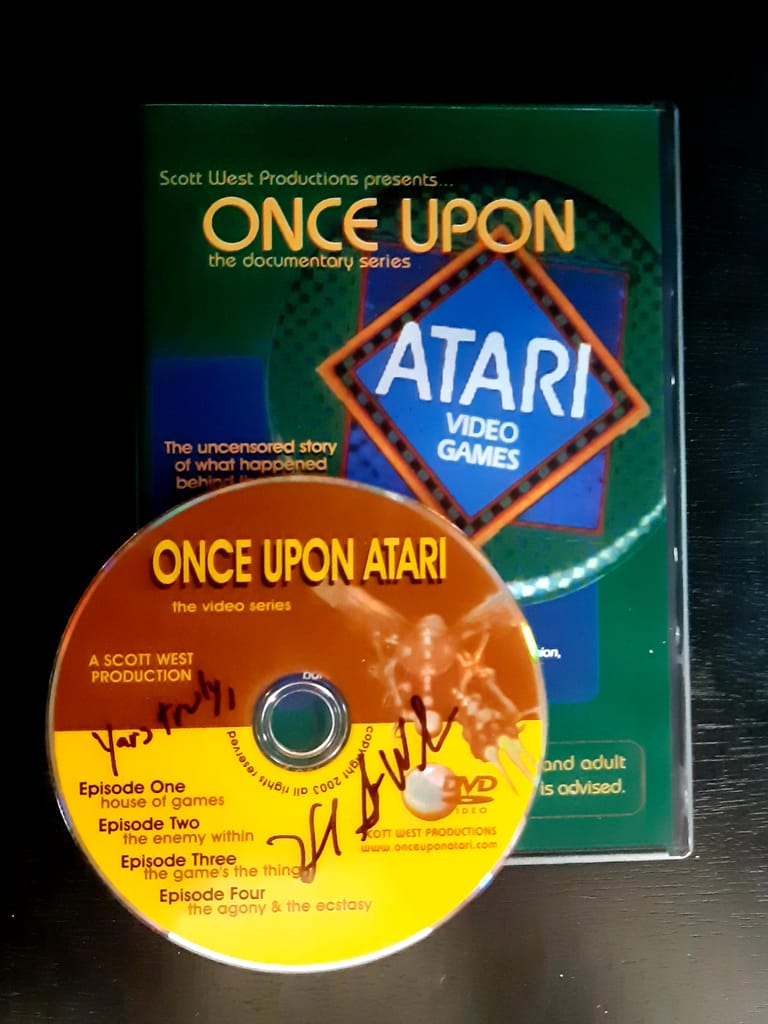 Scott West Productions presents...
ONCE UPON
the documentary series
ATARI
VIDEO
GAMES
The uncensored story
of what happened
behind
and adult
is advised.
ONCE UPON ATARI
the video series
A SCOTT WEST
PRODUCTION
Yars truly,
copyright 2003 all rights reserved
Episode One
house of games
Episode Two
the enemy within
Episode Three
the game's the thing
Episode Four
the agony & the ecstasy
DVD
VIDEO
SCOTT WEST PRODUCTIONS
www.onceuponatari.com